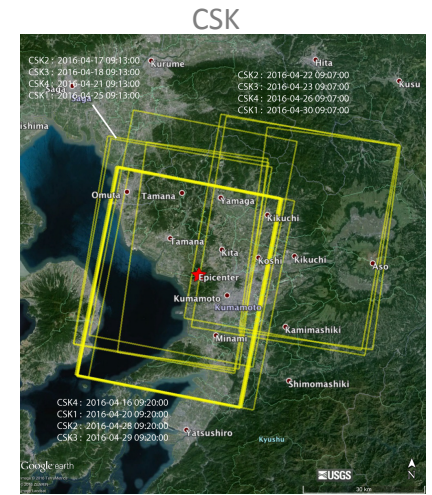 CSK
CSK2 : 2016-04-17 09:13:00
CSK3 : 2016-04-18 09:13:00
CSK4 : 2016-04-21 09:13:00
CSK1 : 2016-04-25 09:13:00
Kurume
Hita
CSK2 : 2016-04-22 09:07:00
CSK3 : 2016-04-23 09:07:00
CSK4 : 2016-04-26 09:07:00
CSK1 : 2016-04-30 09:07:00
Kusu
Saga
Saga
ishima
Omuta
Tamana
Yamaga
Kikuchi
Tamana
Kita
Koshi
Kikuchi
Aso
Epicenter
Kumamoto
Kumamoto
Kamimashiki
Minami
Shimomashiki
CSK4 : 2016-04-16 09:20:00
CSK1 : 2016-04-20 09:20:00
CSK2 : 2016-04-28 09:20:00
CSK3 : 2016-04-29 09:20:00
Yatsushiro
Kyushu
Google earth
USGS
N
30 km